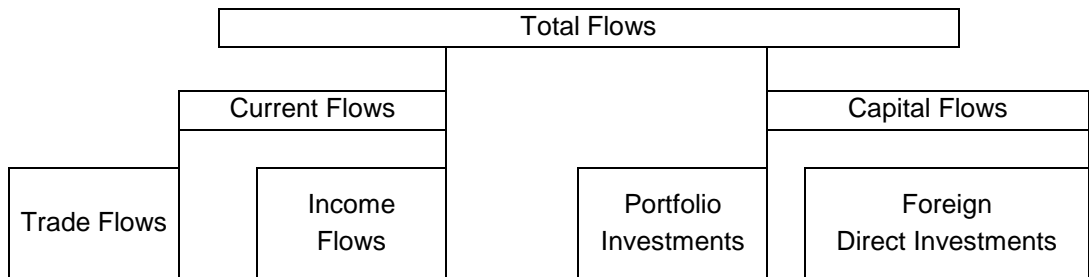 Total Flows
Current Flows
Capital Flows
Trade Flows
Income
Flows
Portfolio
Investments
Foreign
Direct Investments